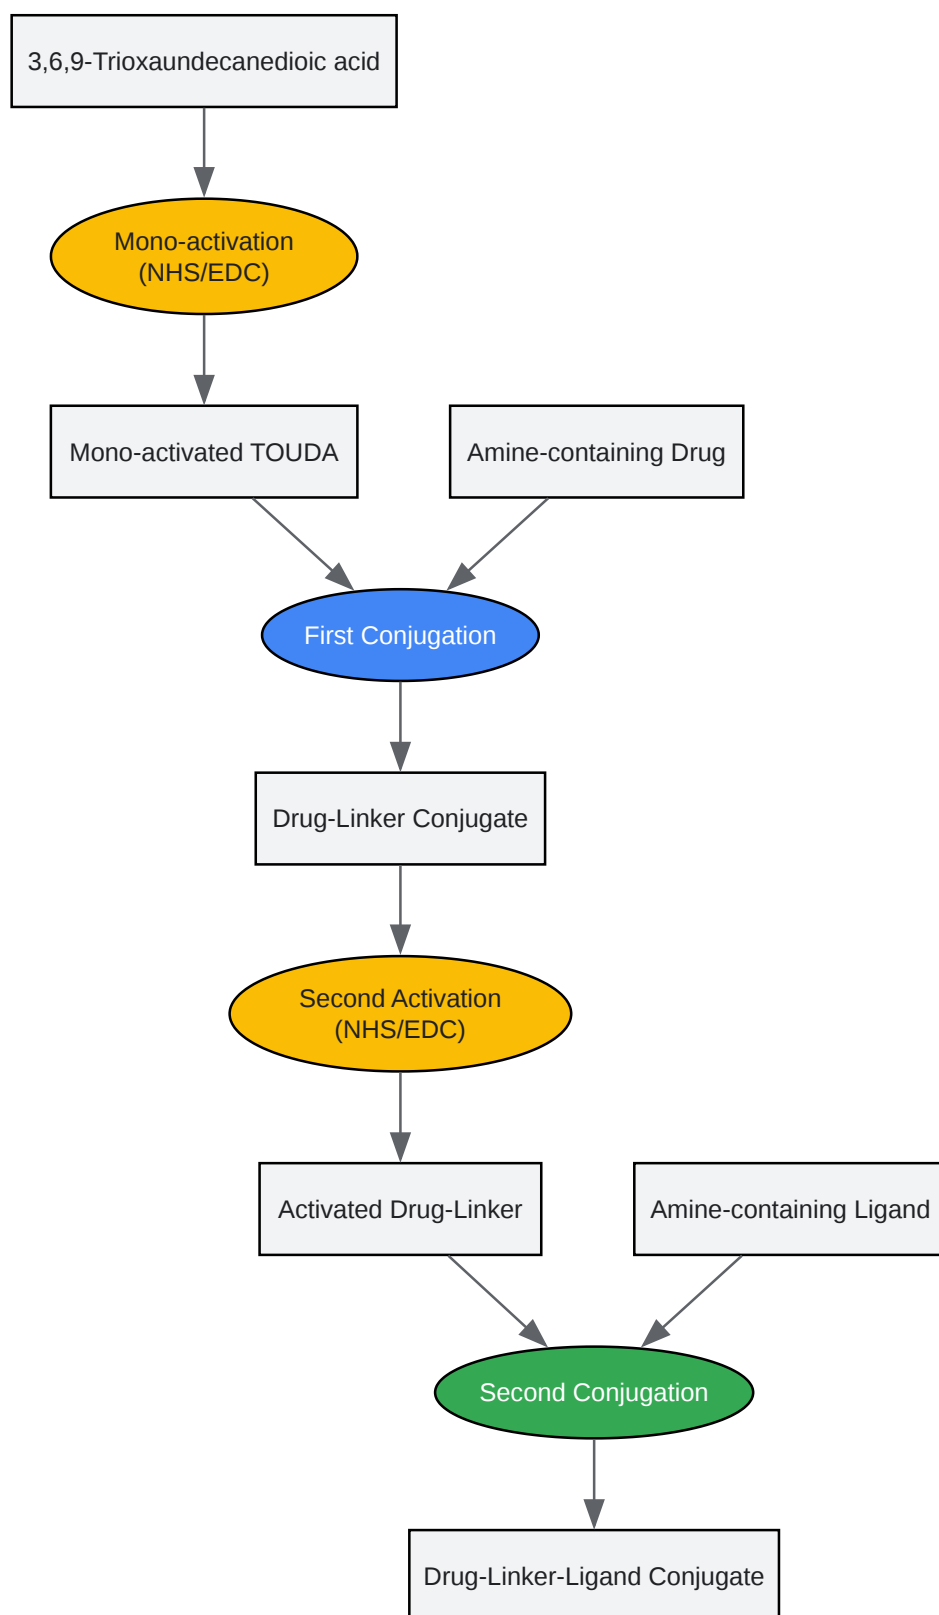 3,6,9-Trioxaundecanedioic acid
Mono-activation
(NHS/EDC)
Mono-activated TOUDA
Amine-containing Drug
First Conjugation
Drug-Linker Conjugate
Second Activation
(NHS/EDC)
Activated Drug-Linker
Amine-containing Ligand
Second Conjugation
Drug-Linker-Ligand Conjugate